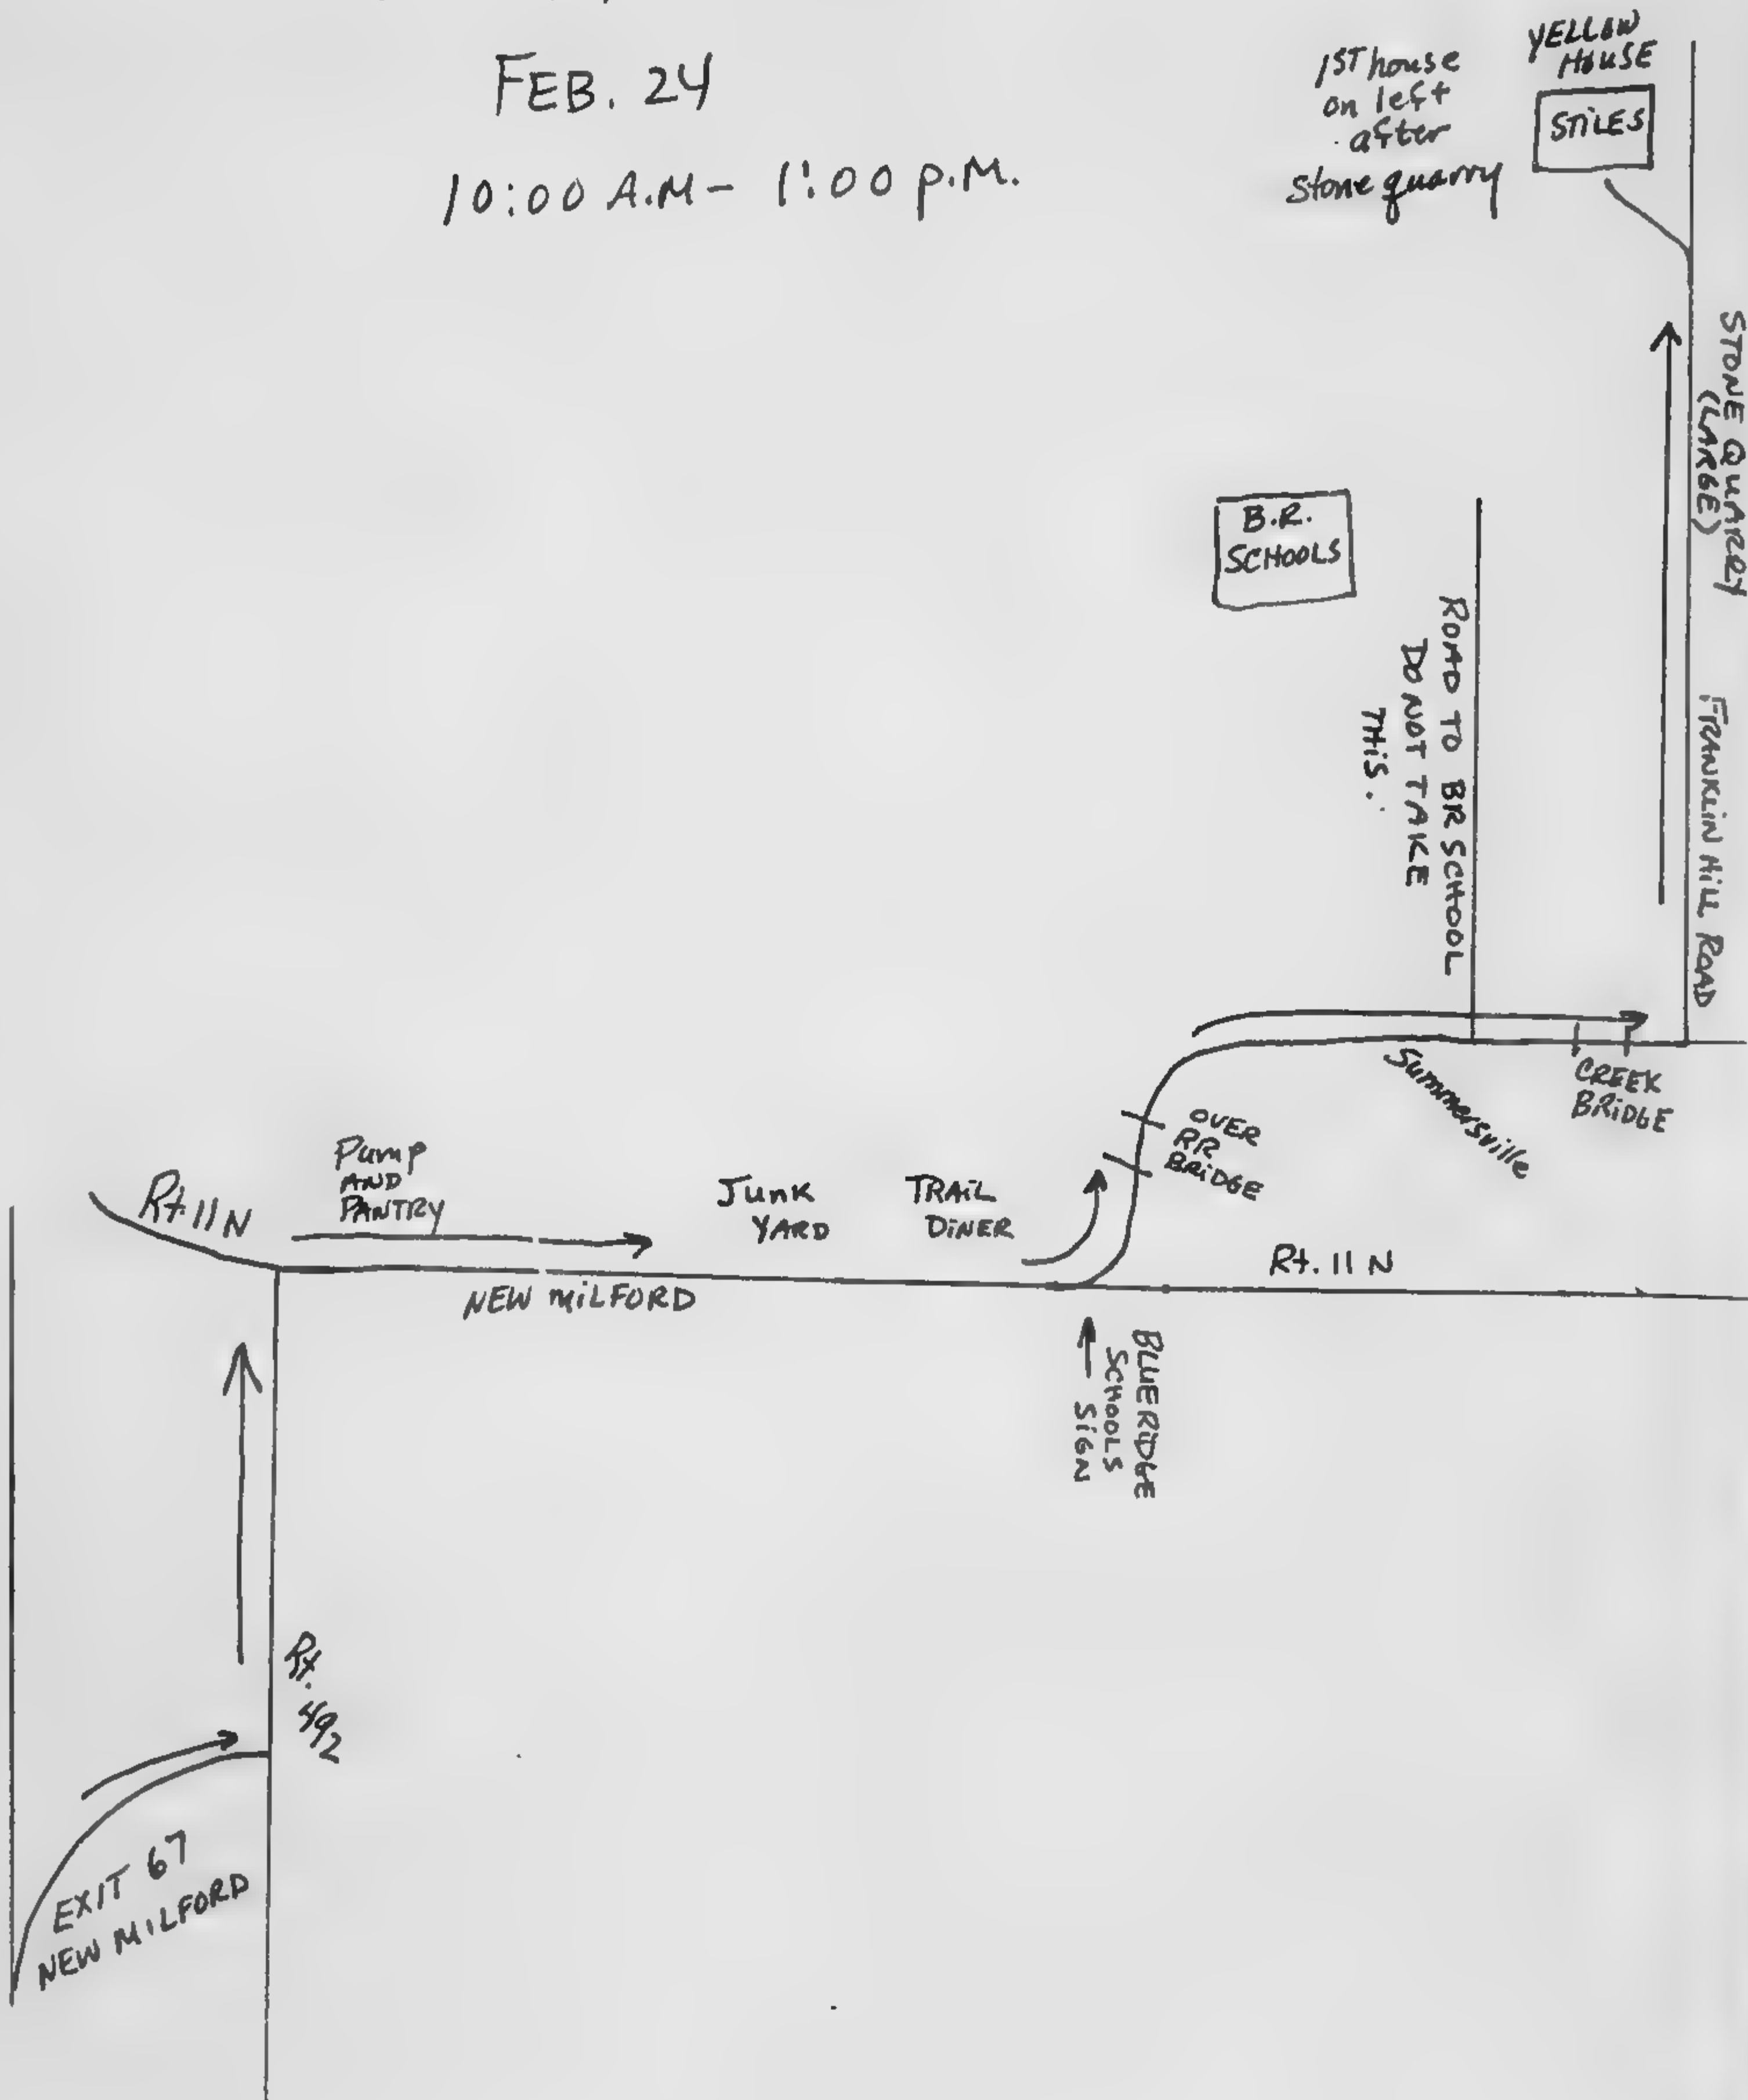 FEB. 24
10:00 A.M - 1:00 P.M.
1ST house
on left
after
stone quarry
YELLOW
HOUSE
STILES
STONE QUARRY
(LARGE)
FRANKLIN HILL ROAD
B.R.
SCHOOLS
ROAD TO BR SCHOOL
DO NOT TAKE
THIS.
Summersville
CREEK
BRIDGE
OVER
RR
BRIDGE
Rt. 11 N
Pump
AND
PANTRY
JUNK
YARD
TRAIL
DINER
Rt. 11 N
NEW MILFORD
BLUERIDGE
SCHOOLS
SIGN
Rt. 492
EXIT 67
NEW MILFORD